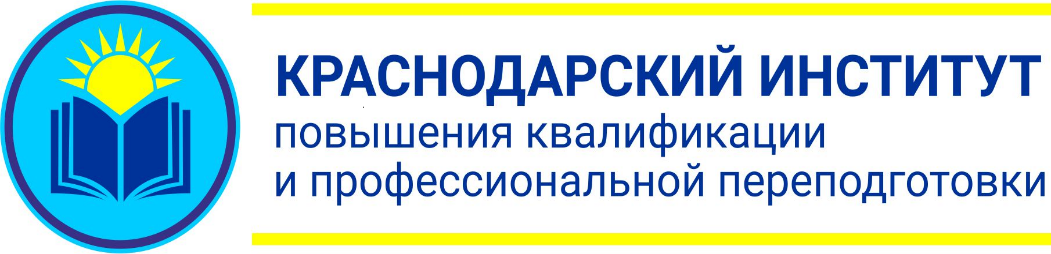 КРАСНОДАРСКИЙ ИНСТИТУТ
повышения квалификации
и профессиональной переподготовки